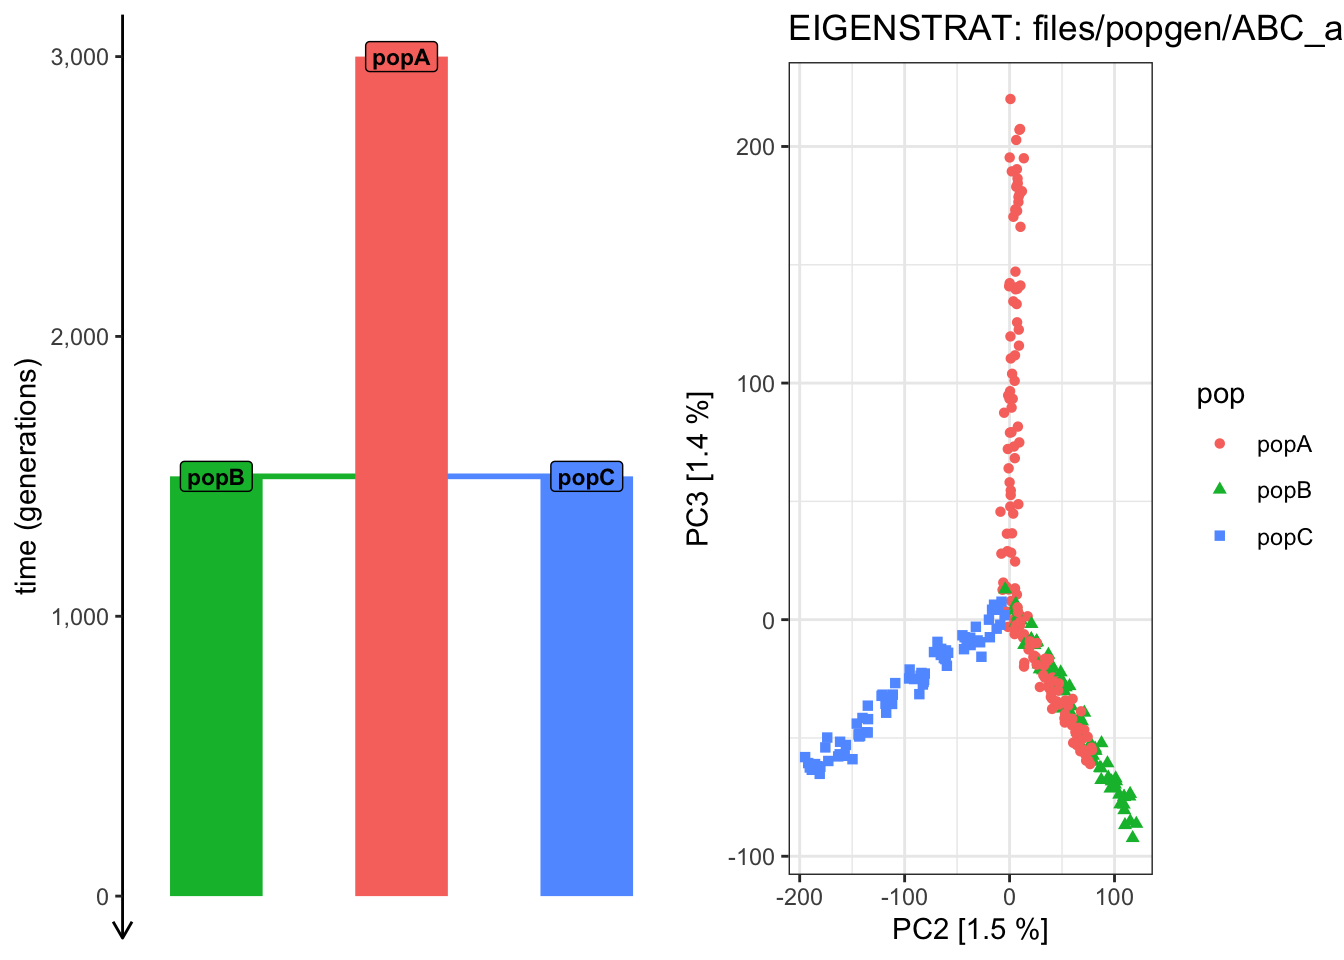 time (generations)
3,000
2,000
1,000
0
popA
popB
popC
EIGENSTRAT: files/popgen/ABC_a
PC3 [1.4 %]
200
100
0
-100
-200
-100
0
100
PC2 [1.5 %]
pop
popA
popB
popC